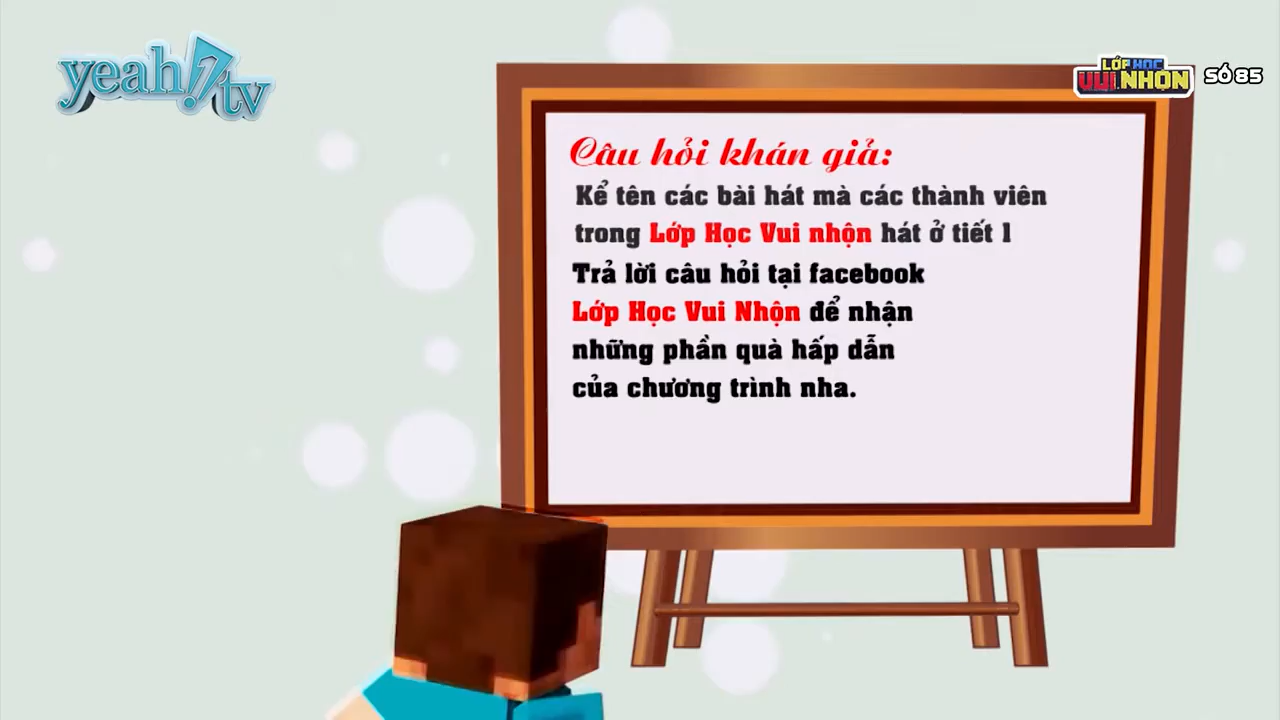 yeah1tv
LỚP HỌC
VUI NHỘN
SỐ 85
Câu hỏi khán giả:
Kể tên các bài hát mà các thành viên
trong Lớp Học Vui nhộn hát ở tiết 1
Trả lời câu hỏi tại facebook
Lớp Học Vui Nhộn để nhận
những phần quà hấp dẫn
của chương trình nha.